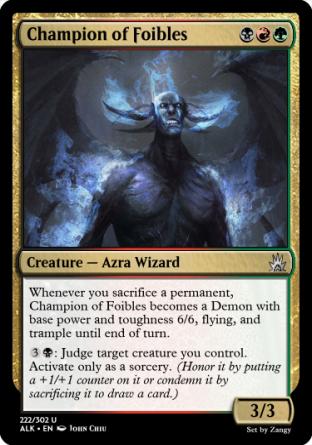 Champion of Foibles
Creature — Azra Wizard
Whenever you sacrifice a permanent,
Champion of Foibles becomes a Demon with
base power and toughness 6/6, flying, and
trample until end of turn.
3 : Judge target creature you control.
Activate only as a sorcery. (Honor it by putting
a +1/+1 counter on it or condemn it by
sacrificing it to draw a card.)
3/3
222/302 U
ALK • EN JOHN CHIU
Set by Zangy